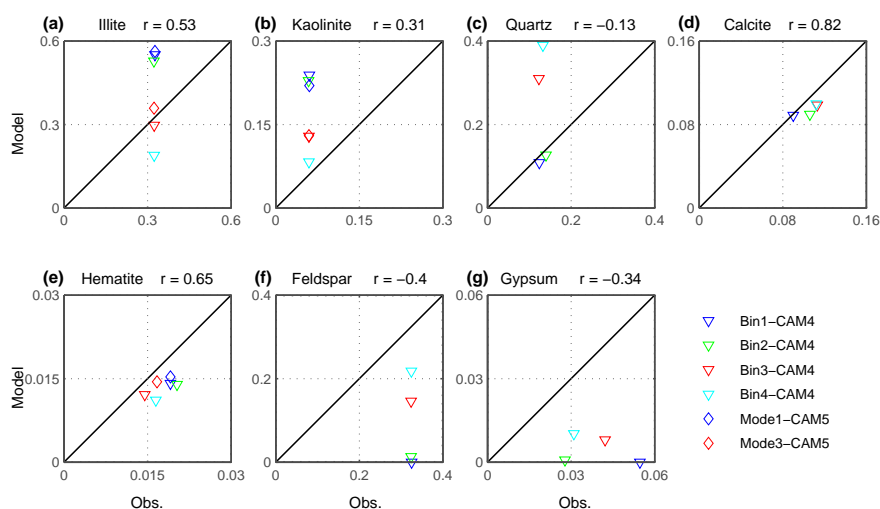 (a) Illite r = 0.53
(b) Kaolinite r = 0.31
(c) Quartz r = −0.13
(d) Calcite r = 0.82
0.6
0.3
0
0 0.3 0.6
Model
0.3
0.15
0
0 0.15 0.3
0.4
0.2
0
0 0.2 0.4
0.16
0.08
0
0 0.08 0.16
(e) Hematite r = 0.65
(f) Feldspar r = −0.4
(g) Gypsum r = −0.34
0.03
0.015
0
0 0.015 0.03
Model
Obs.
0.4
0.2
0
0 0.2 0.4
Obs.
0.06
0.03
0
0 0.03 0.06
Obs.
Bin1−CAM4
Bin2−CAM4
Bin3−CAM4
Bin4−CAM4
Mode1−CAM5
Mode3−CAM5